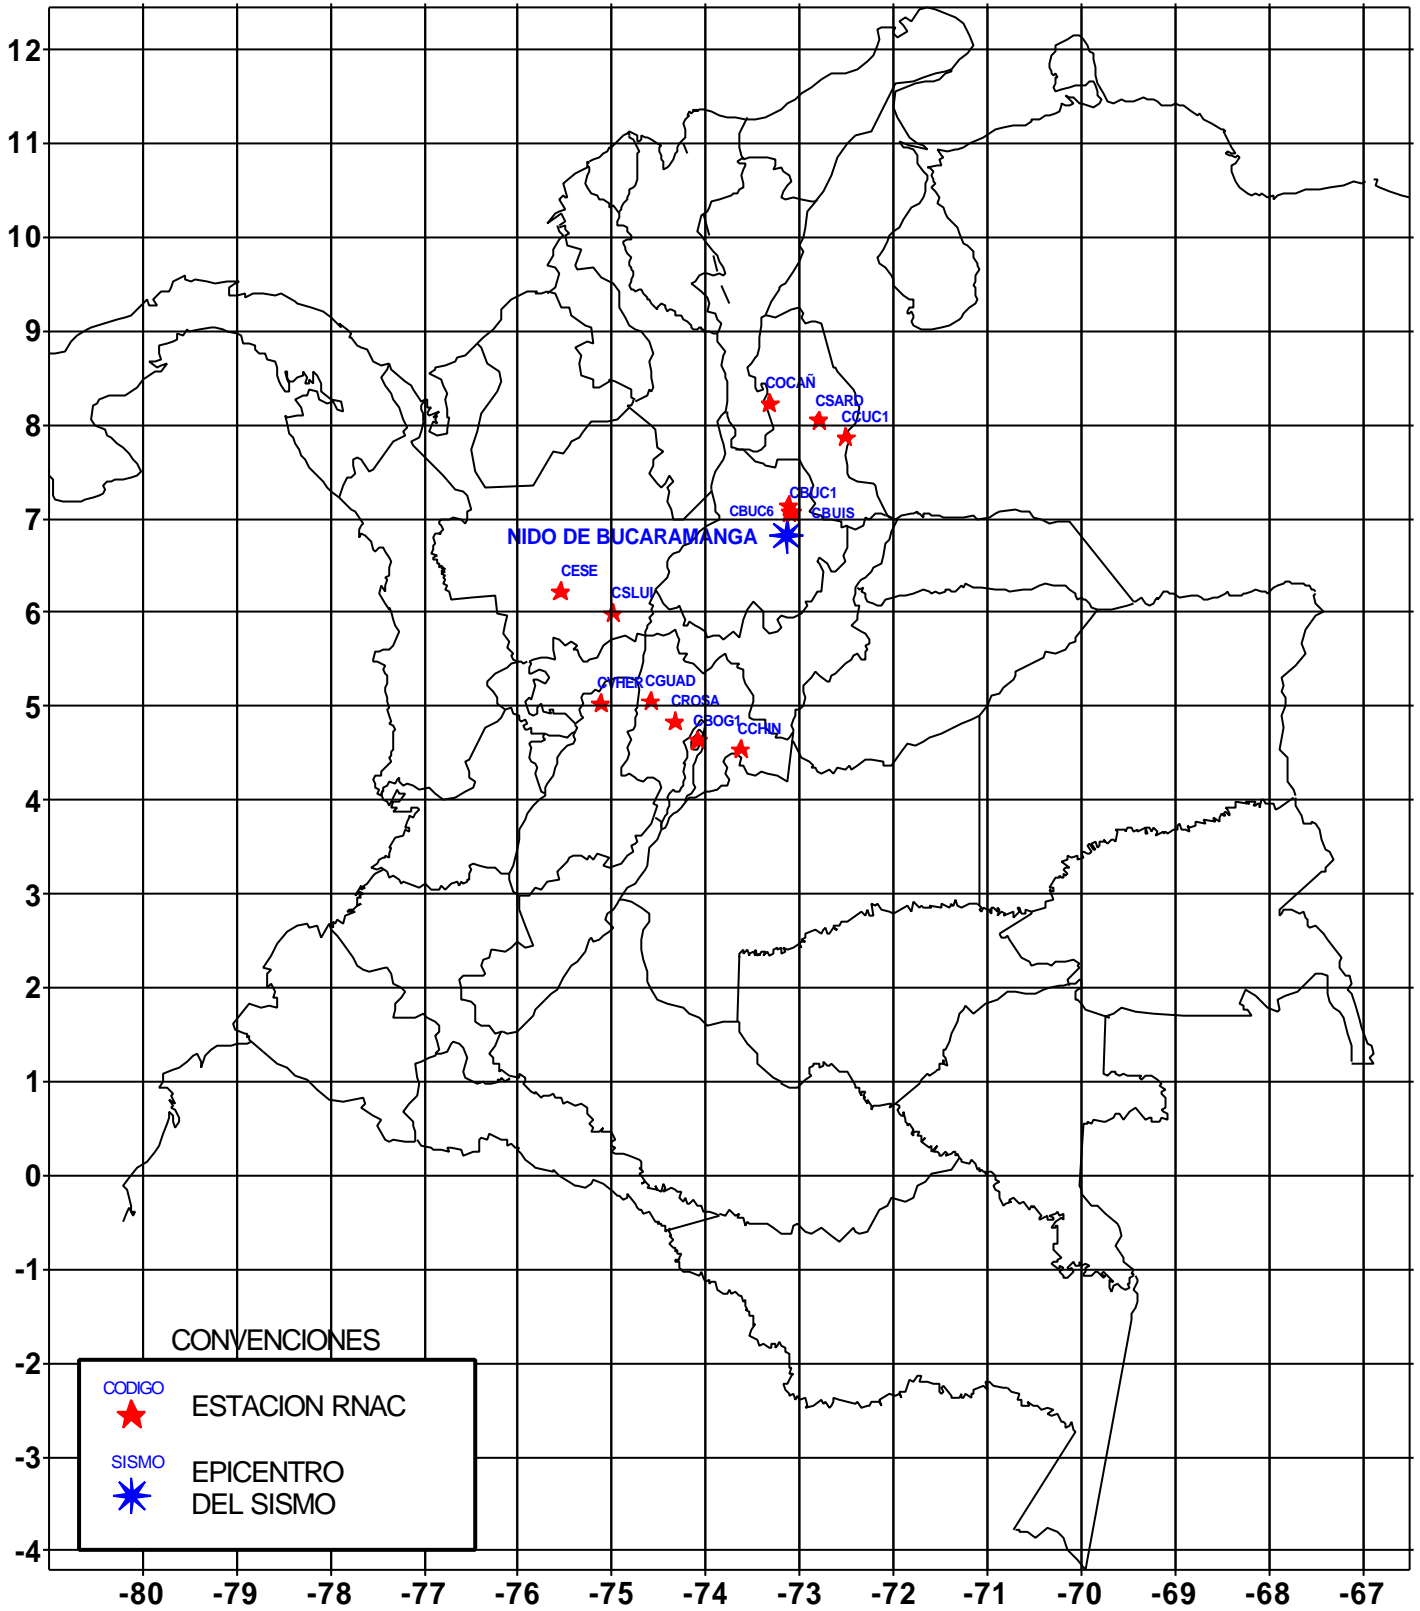 12
11
10
9
8
7
6
5
4
3
2
1
0
-1
-2
-3
-4
COCAÑ
CSARD
CCUC1
CBUC1
CBUC6
CBUIS
NIDO DE BUCARAMANGA
CESE
CSLUI
CVHER
CGUAD
CROSA
CBOG1
CCHIN
CONVENCIONES
CODIGO
ESTACION RNAC
SISMO
EPICENTRO
DEL SISMO
-80 -79 -78 -77 -76 -75 -74 -73 -72 -71 -70 -69 -68 -67